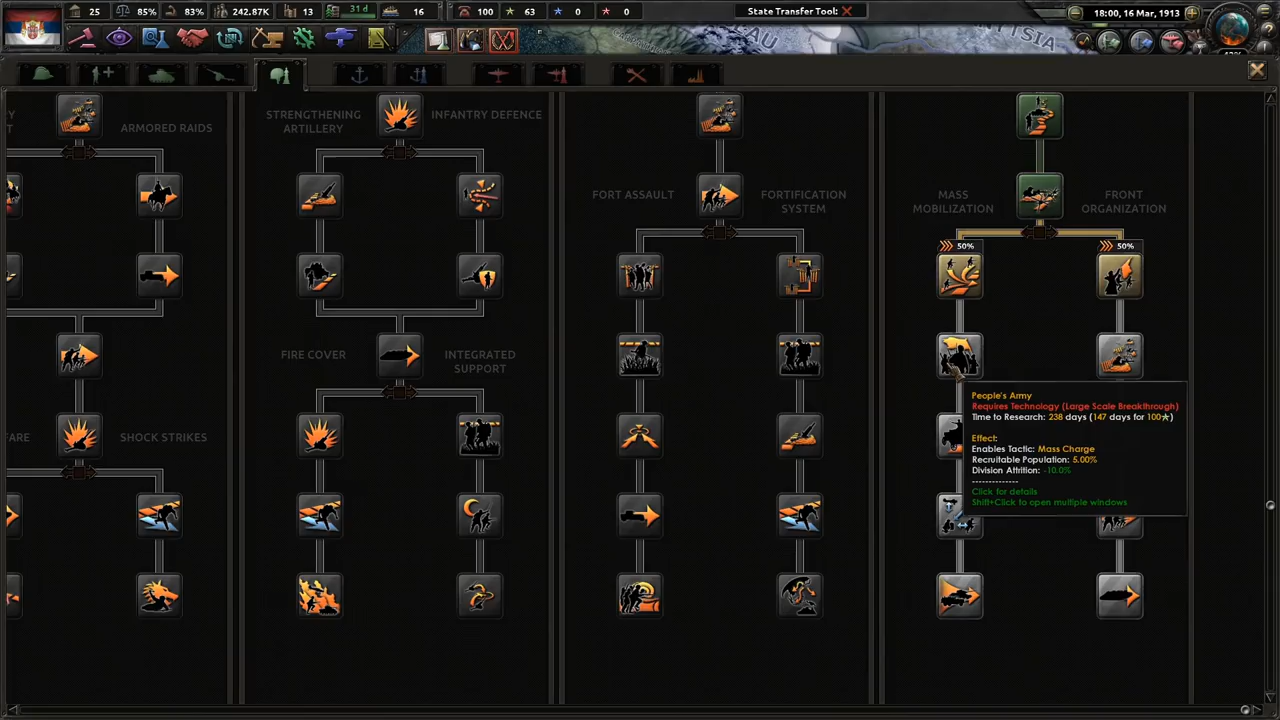 25
85%
83%
242.87K
13
31 d
16
100
63
0
0
State Transfer Tool:
18:00, 16 Mar, 1913
ARMORED RAIDS
STRENGTHENING
ARTILLERY
INFANTRY DEFENCE
FORT ASSAULT
FORTIFICATION
SYSTEM
MASS
MOBILIZATION
FRONT
ORGANIZATION
50%
50%
FIRE COVER
INTEGRATED
SUPPORT
SHOCK STRIKES
People's Army
Requires Technology (Large Scale Breakthrough)
Time to Research: 238 days (147 days for 100)
Effect:
Enables Tactic: Mass Charge
Recruitable Population: 5.00%
Division Attrition: -10.0%
--------------
Click for details
Shift+Click to open multiple windows